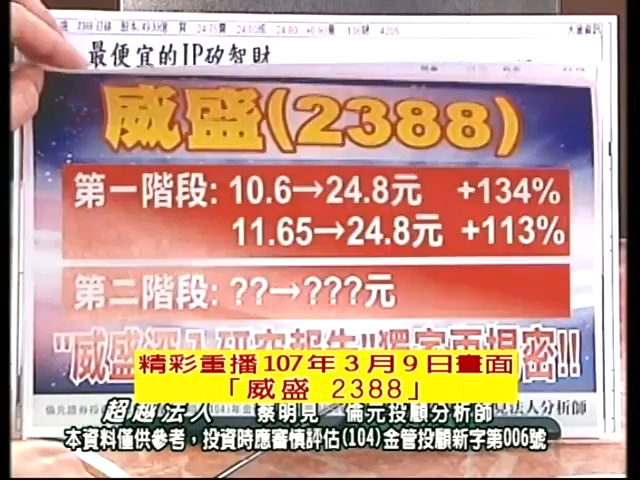 最便宜的IP矽智財
威盛(2388)
第一階段: 10.6→24.8元 +134%
11.65→24.8元 +113%
第二階段: ??→???元
"威盛深入研究報告"獨家再揭密!!
精彩重播107年3月9日畫面
「威盛 2388」
超越法人 蔡明見 倫元投顧分析師
本資料僅供參考，投資時應審慎評估(104)金管投顧新字第006號